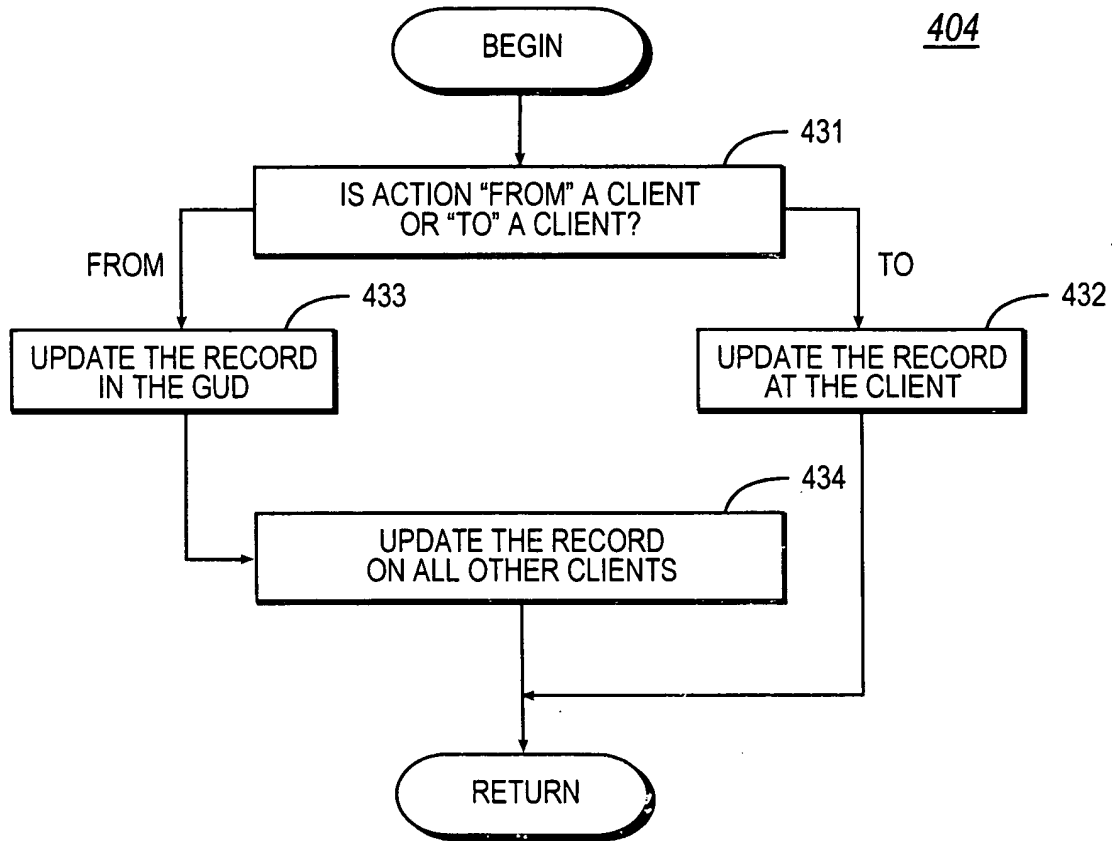 BEGIN
404
431
IS ACTION “FROM” A CLIENT
OR “TO” A CLIENT?
FROM
TO
433
432
UPDATE THE RECORD
IN THE GUD
UPDATE THE RECORD
AT THE CLIENT
434
UPDATE THE RECORD
ON ALL OTHER CLIENTS
RETURN